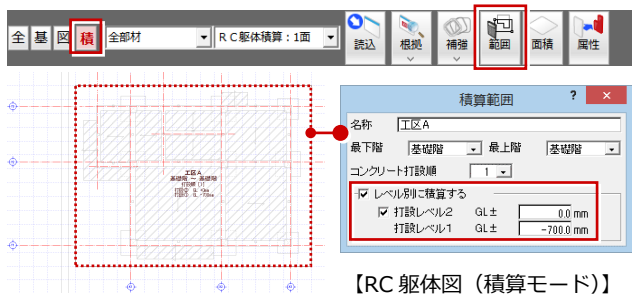 全 基 図 積 全部材 RC躯体積算：1面 読込 根拠 補強 範囲 面積 属性
積算範囲 ? ×
名称 工区A
最下階 基礎階 最上階 基礎階
コンクリート打設順 1
レベル別に積算する
打設レベル2 GL± 0.0 mm
打設レベル1 GL± -700.0 mm
工区A
基礎階 ～ 基礎階
打設順 [1]
【RC 躯体図（積算モード）】